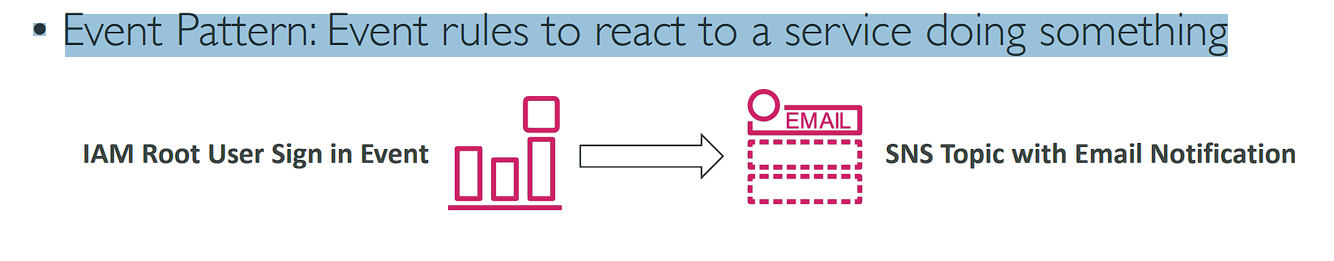 • Event Pattern: Event rules to react to a service doing something
IAM Root User Sign in Event
EMAIL
SNS Topic with Email Notification